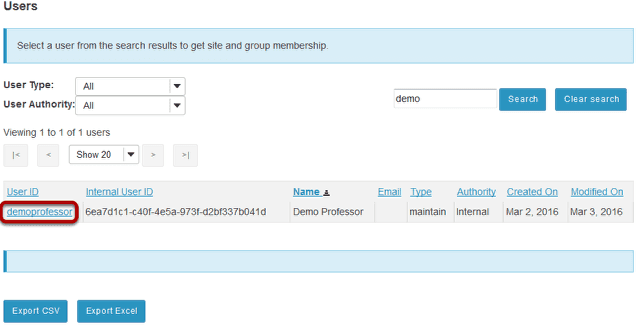 Users
Select a user from the search results to get site and group membership.
User Type: All
User Authority: All
demo Search Clear search
Viewing 1 to 1 of 1 users
|< < Show 20 > >|
User ID Internal User ID Name Email Type Authority Created On Modified On
demoprofessor 6ea7d1c1-c40f-4e5a-973f-d2bf337b041d Demo Professor maintain Internal Mar 2, 2016 Mar 3, 2016
Export CSV Export Excel